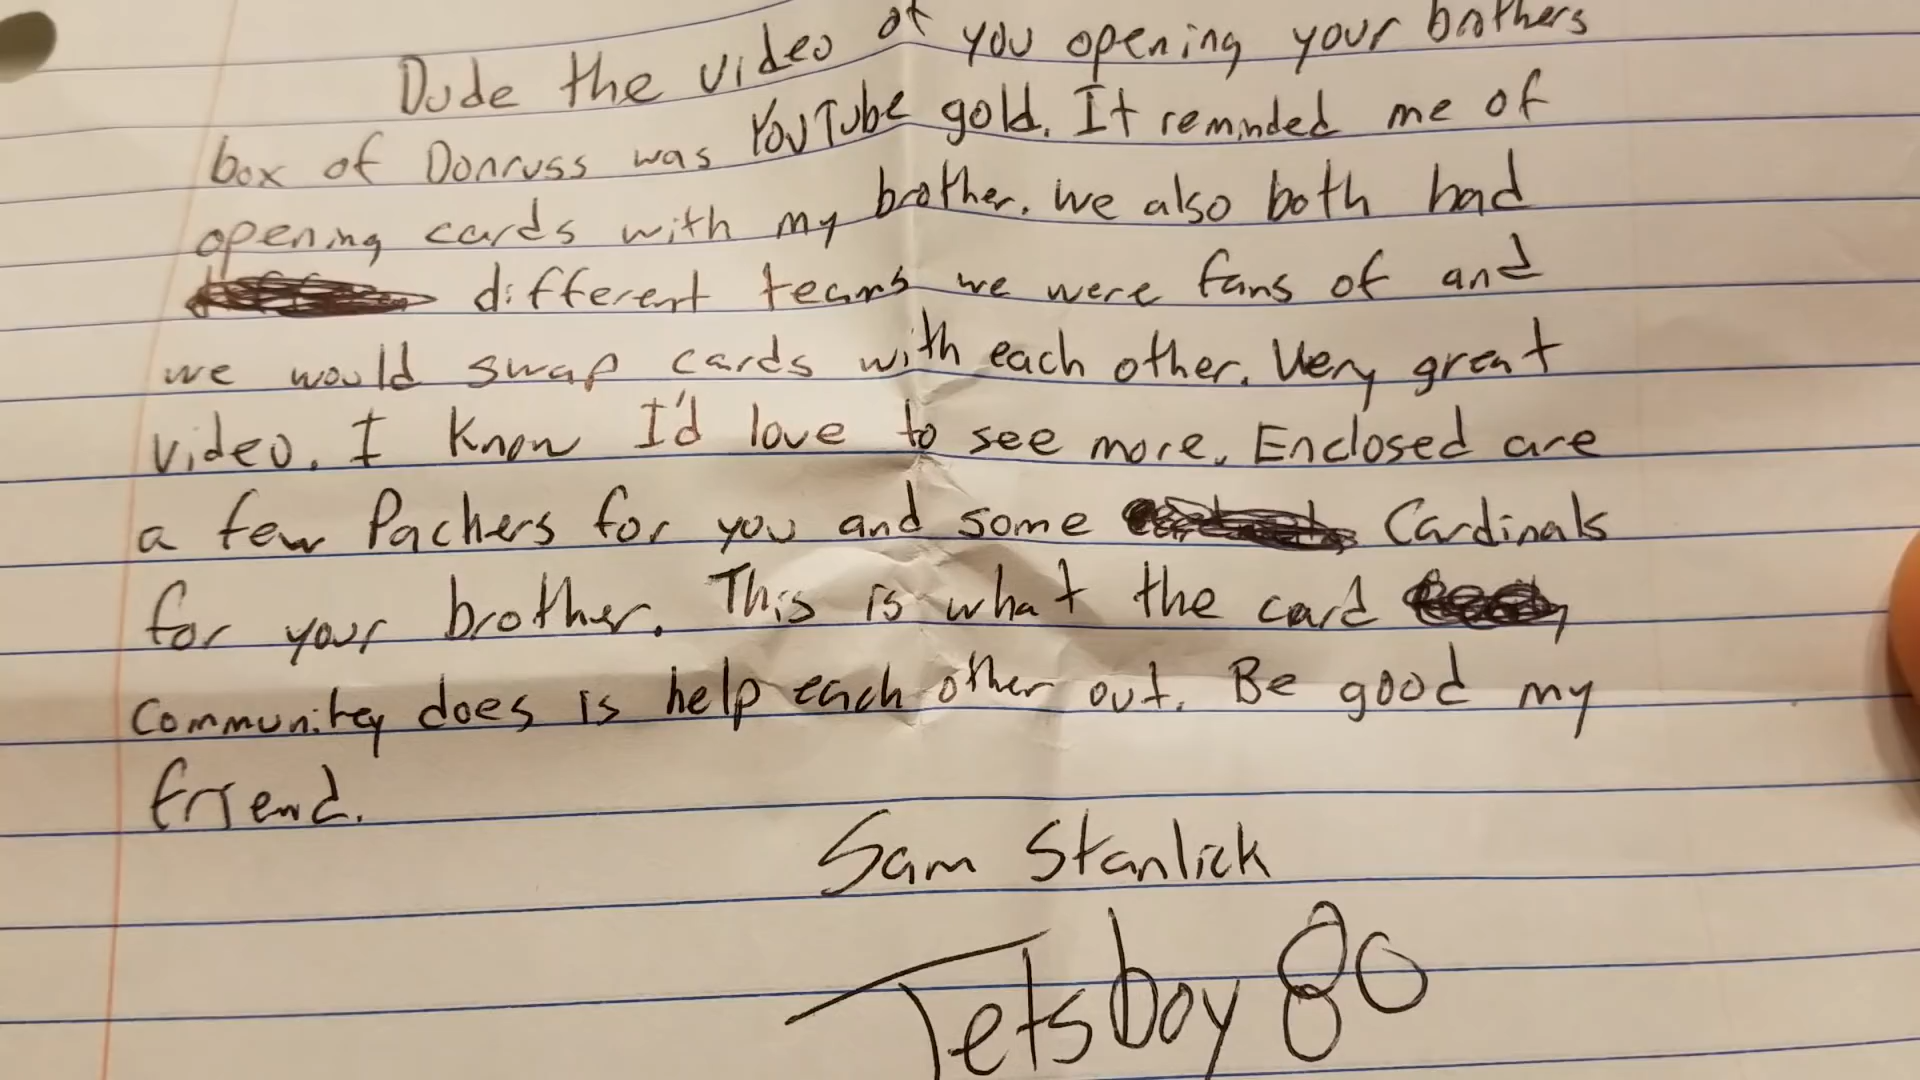 Dude the video of you opening your brothers
box of Donruss was YouTube gold. It reminded me of
opening cards with my brother. We also both had
different teams we were fans of and
we would swap cards with each other. Very great
video. I know I'd love to see more. Enclosed are
a few Packers for you and some Cardinals
for your brother. This is what the card
community does is help each other out. Be good my
friend.
Sam Stanlick
Jetsboy 80